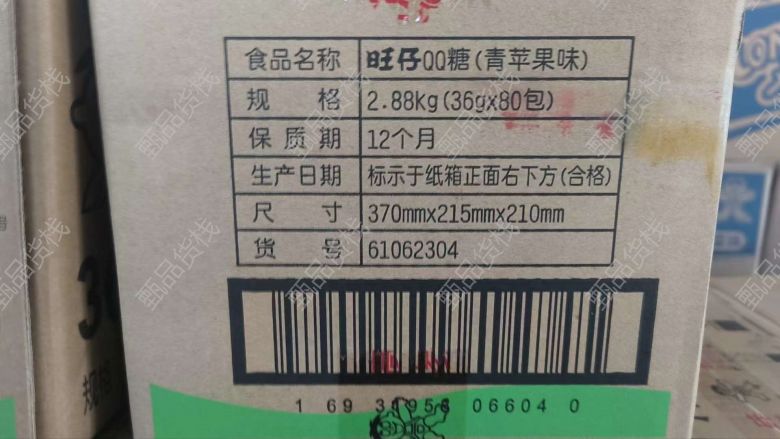 食品名称 旺仔QQ糖(青苹果味)
规 格 2.88Kg(36gx80包)
保质期 12个月
生产日期 标示于纸箱正面右下方(合格)
尺 寸 370mmx215mmx210mm
货 号 61062304
规格
甄品货栈